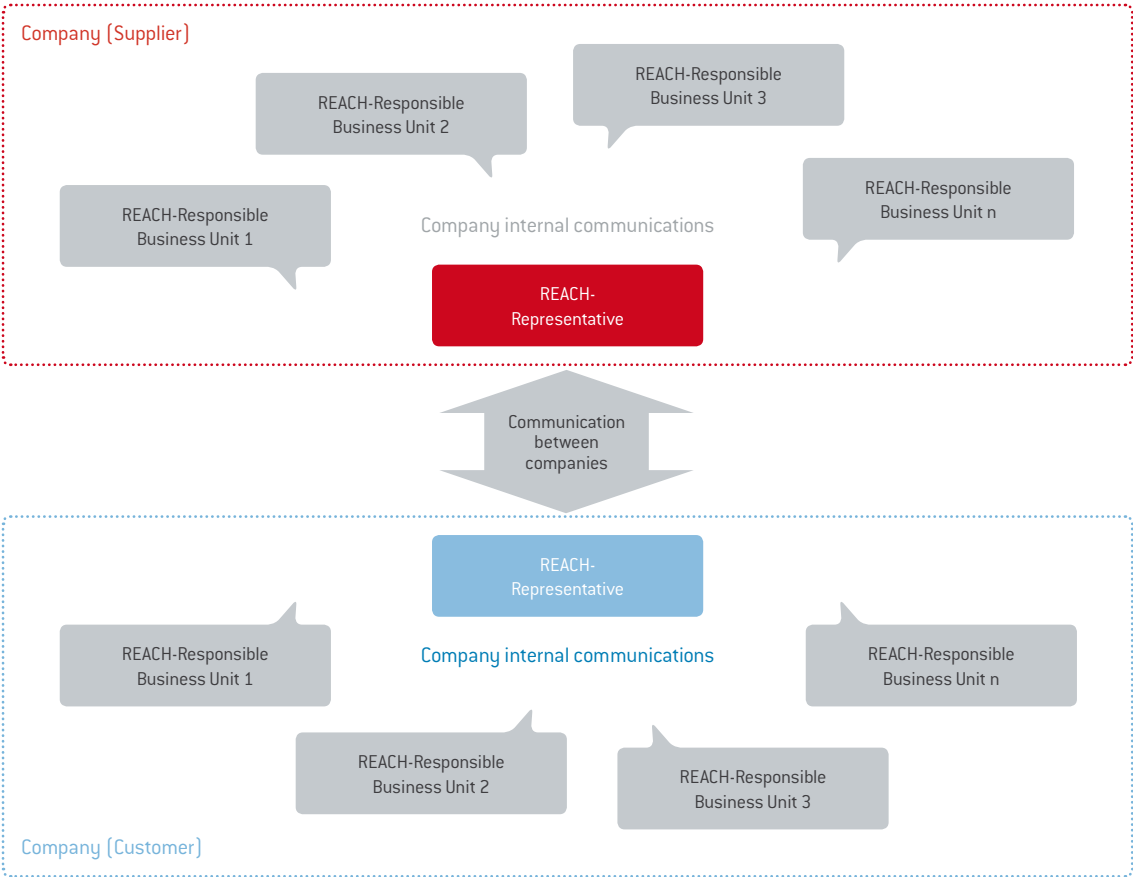 Company (Supplier)
REACH-Responsible
Business Unit 3
REACH-Responsible
Business Unit 2
REACH-Responsible
Business Unit n
REACH-Responsible
Business Unit 1
Company internal communications
REACH-
Representative
Communication
between
companies
REACH-
Representative
REACH-Responsible
Business Unit 1
Company internal communications
REACH-Responsible
Business Unit n
REACH-Responsible
Business Unit 2
REACH-Responsible
Business Unit 3
Company (Customer)